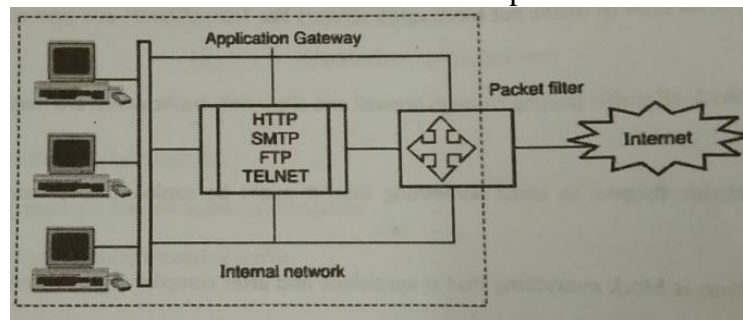 Application Gateway
Packet filter
HTTP
SMTP
FTP
TELNET
Internet
Internal network